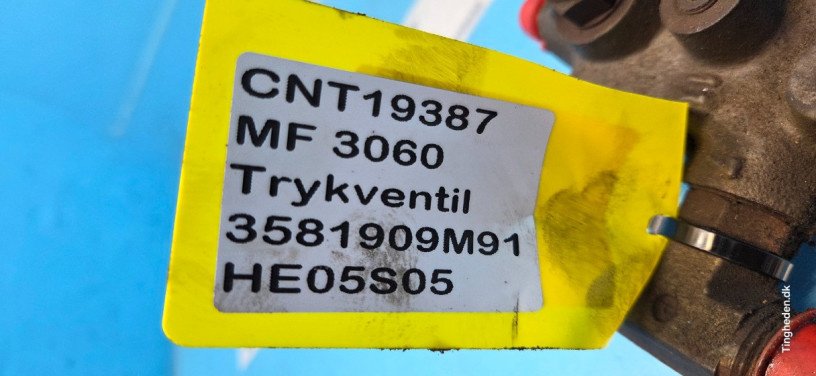 CNT19387
MF 3060
Trykventil
3581909M91
HE05S05
Tingheden.dk